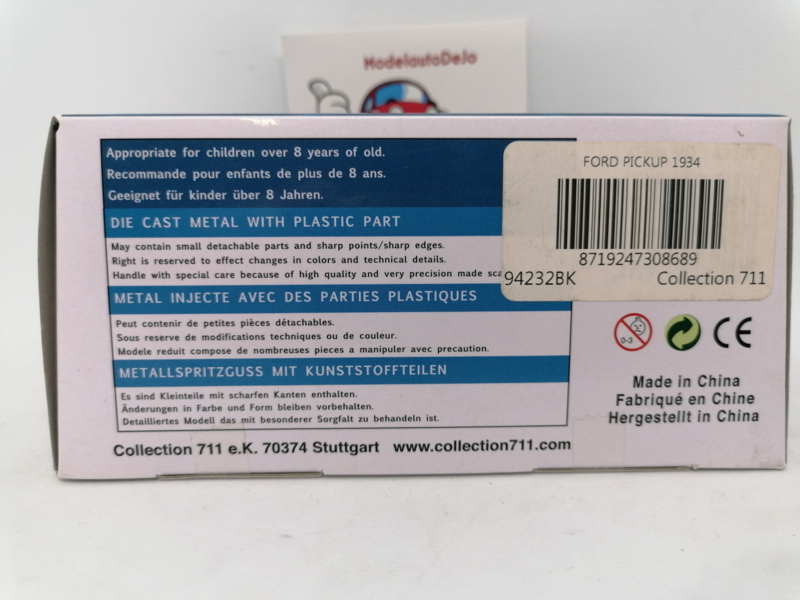 ModelautoDeJo
Appropriate for children over 8 years of old.
Recommande pour enfants de plus de 8 ans.
Geeignet für kinder über 8 Jahren.
DIE CAST METAL WITH PLASTIC PART
May contain small detachable parts and sharp points/sharp edges.
Right is reserved to effect changes in colors and technical details.
Handle with special care because of high quality and very precision made
METAL INJECTE AVEC DES PARTIES PLASTIQUES
Peut contenir de petites pièces détachables.
Sous reserve de modifications techniques ou de couleur.
Modele reduit compose de nombreuses pieces a manipuler avec precaution.
METALLSPRITZGUSS MIT KUNSTSTOFFTEILEN
Es sind Kleinteile mit scharfen Kanten enthalten.
Änderungen in Farbe und Form bleiben vorbehalten.
Detailliertes Modell das mit besonderer Sorgfalt zu behandeln ist.
Collection 711 e.K. 70374 Stuttgart www.collection711.com
FORD PICKUP 1934
8719247308689
94232BK Collection 711
0-3
CE
Made in China
Fabriqué en Chine
Hergestellt in China